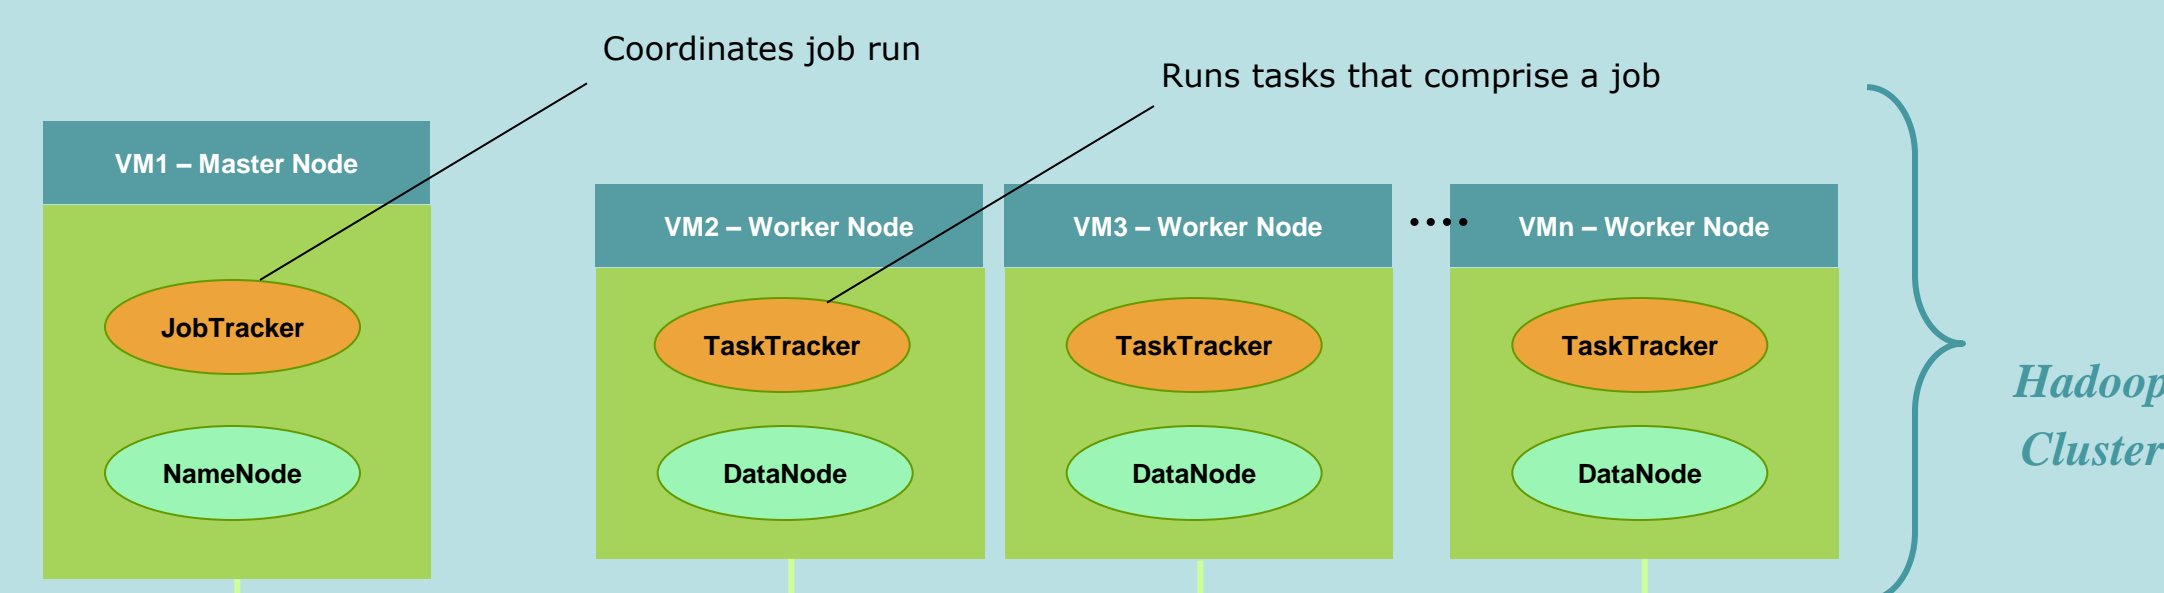 Coordinates job run
Runs tasks that comprise a job
VM1 – Master Node
VM2 – Worker Node
VM3 – Worker Node
....
VMn – Worker Node
JobTracker
TaskTracker
TaskTracker
TaskTracker
Hadoop
Cluster
NameNode
DataNode
DataNode
DataNode